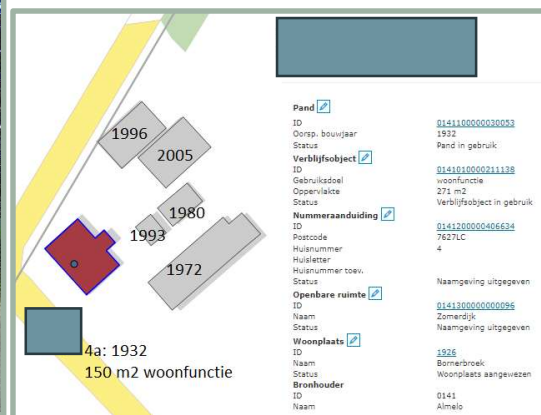 1996
2005
1980
1993
1972
4a: 1932
150 m2 woonfunctie
Pand
ID 0141100000030053
Oorsp. bouwjaar 1932
Status Pand in gebruik
Verblijfsobject
ID 0141010000211138
Gebruiksdoel woonfunctie
Oppervlakte 271 m2
Status Verblijfsobject in gebruik
Nummeraanduiding
ID 0141200000406634
Postcode 7627LC
Huisnummer 4
Huisletter
Huisnummer toev.
Status Naamgeving uitgegeven
Openbare ruimte
ID 0141300000000096
Naam Zomerdijk
Status Naamgeving uitgegeven
Woonplaats
ID 1926
Naam Bornerbroek
Status Woonplaats aangewezen
Bronhouder
ID 0141
Naam Almelo